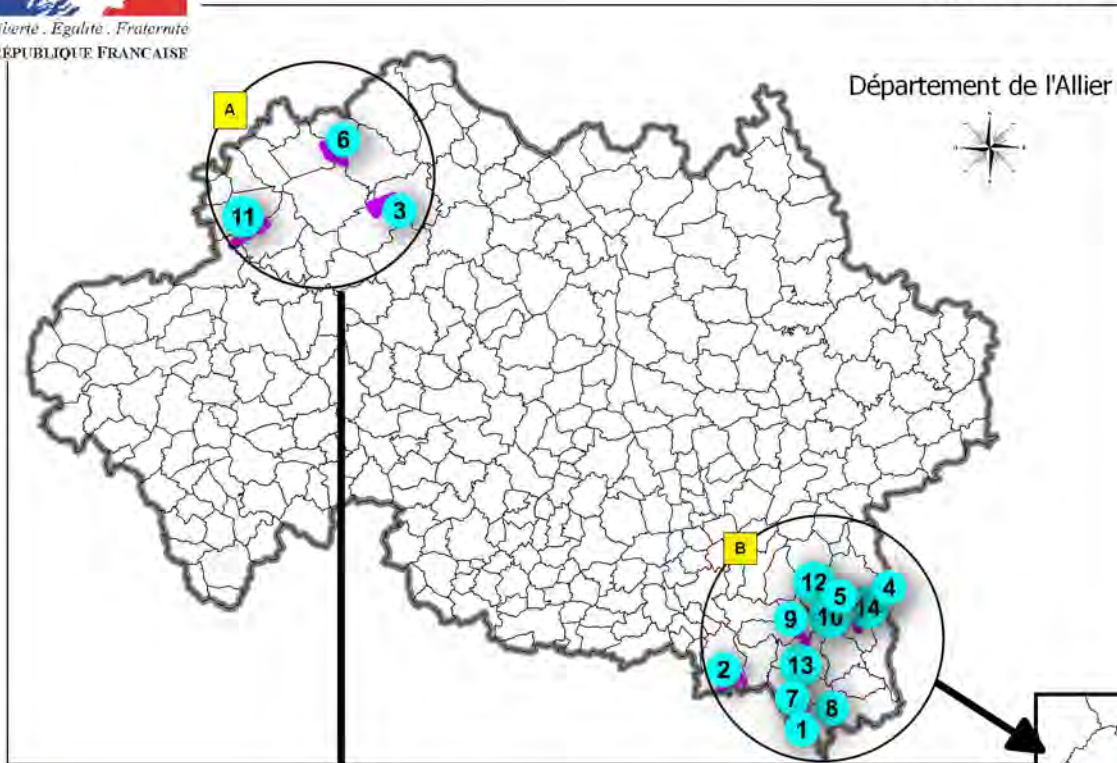 Liberté . Egalité . Fraternité
RÉPUBLIQUE FRANÇAISE
Département de l'Allier
A
6
11
3
B
12
5
4
9
10
14
2
13
7
8
1